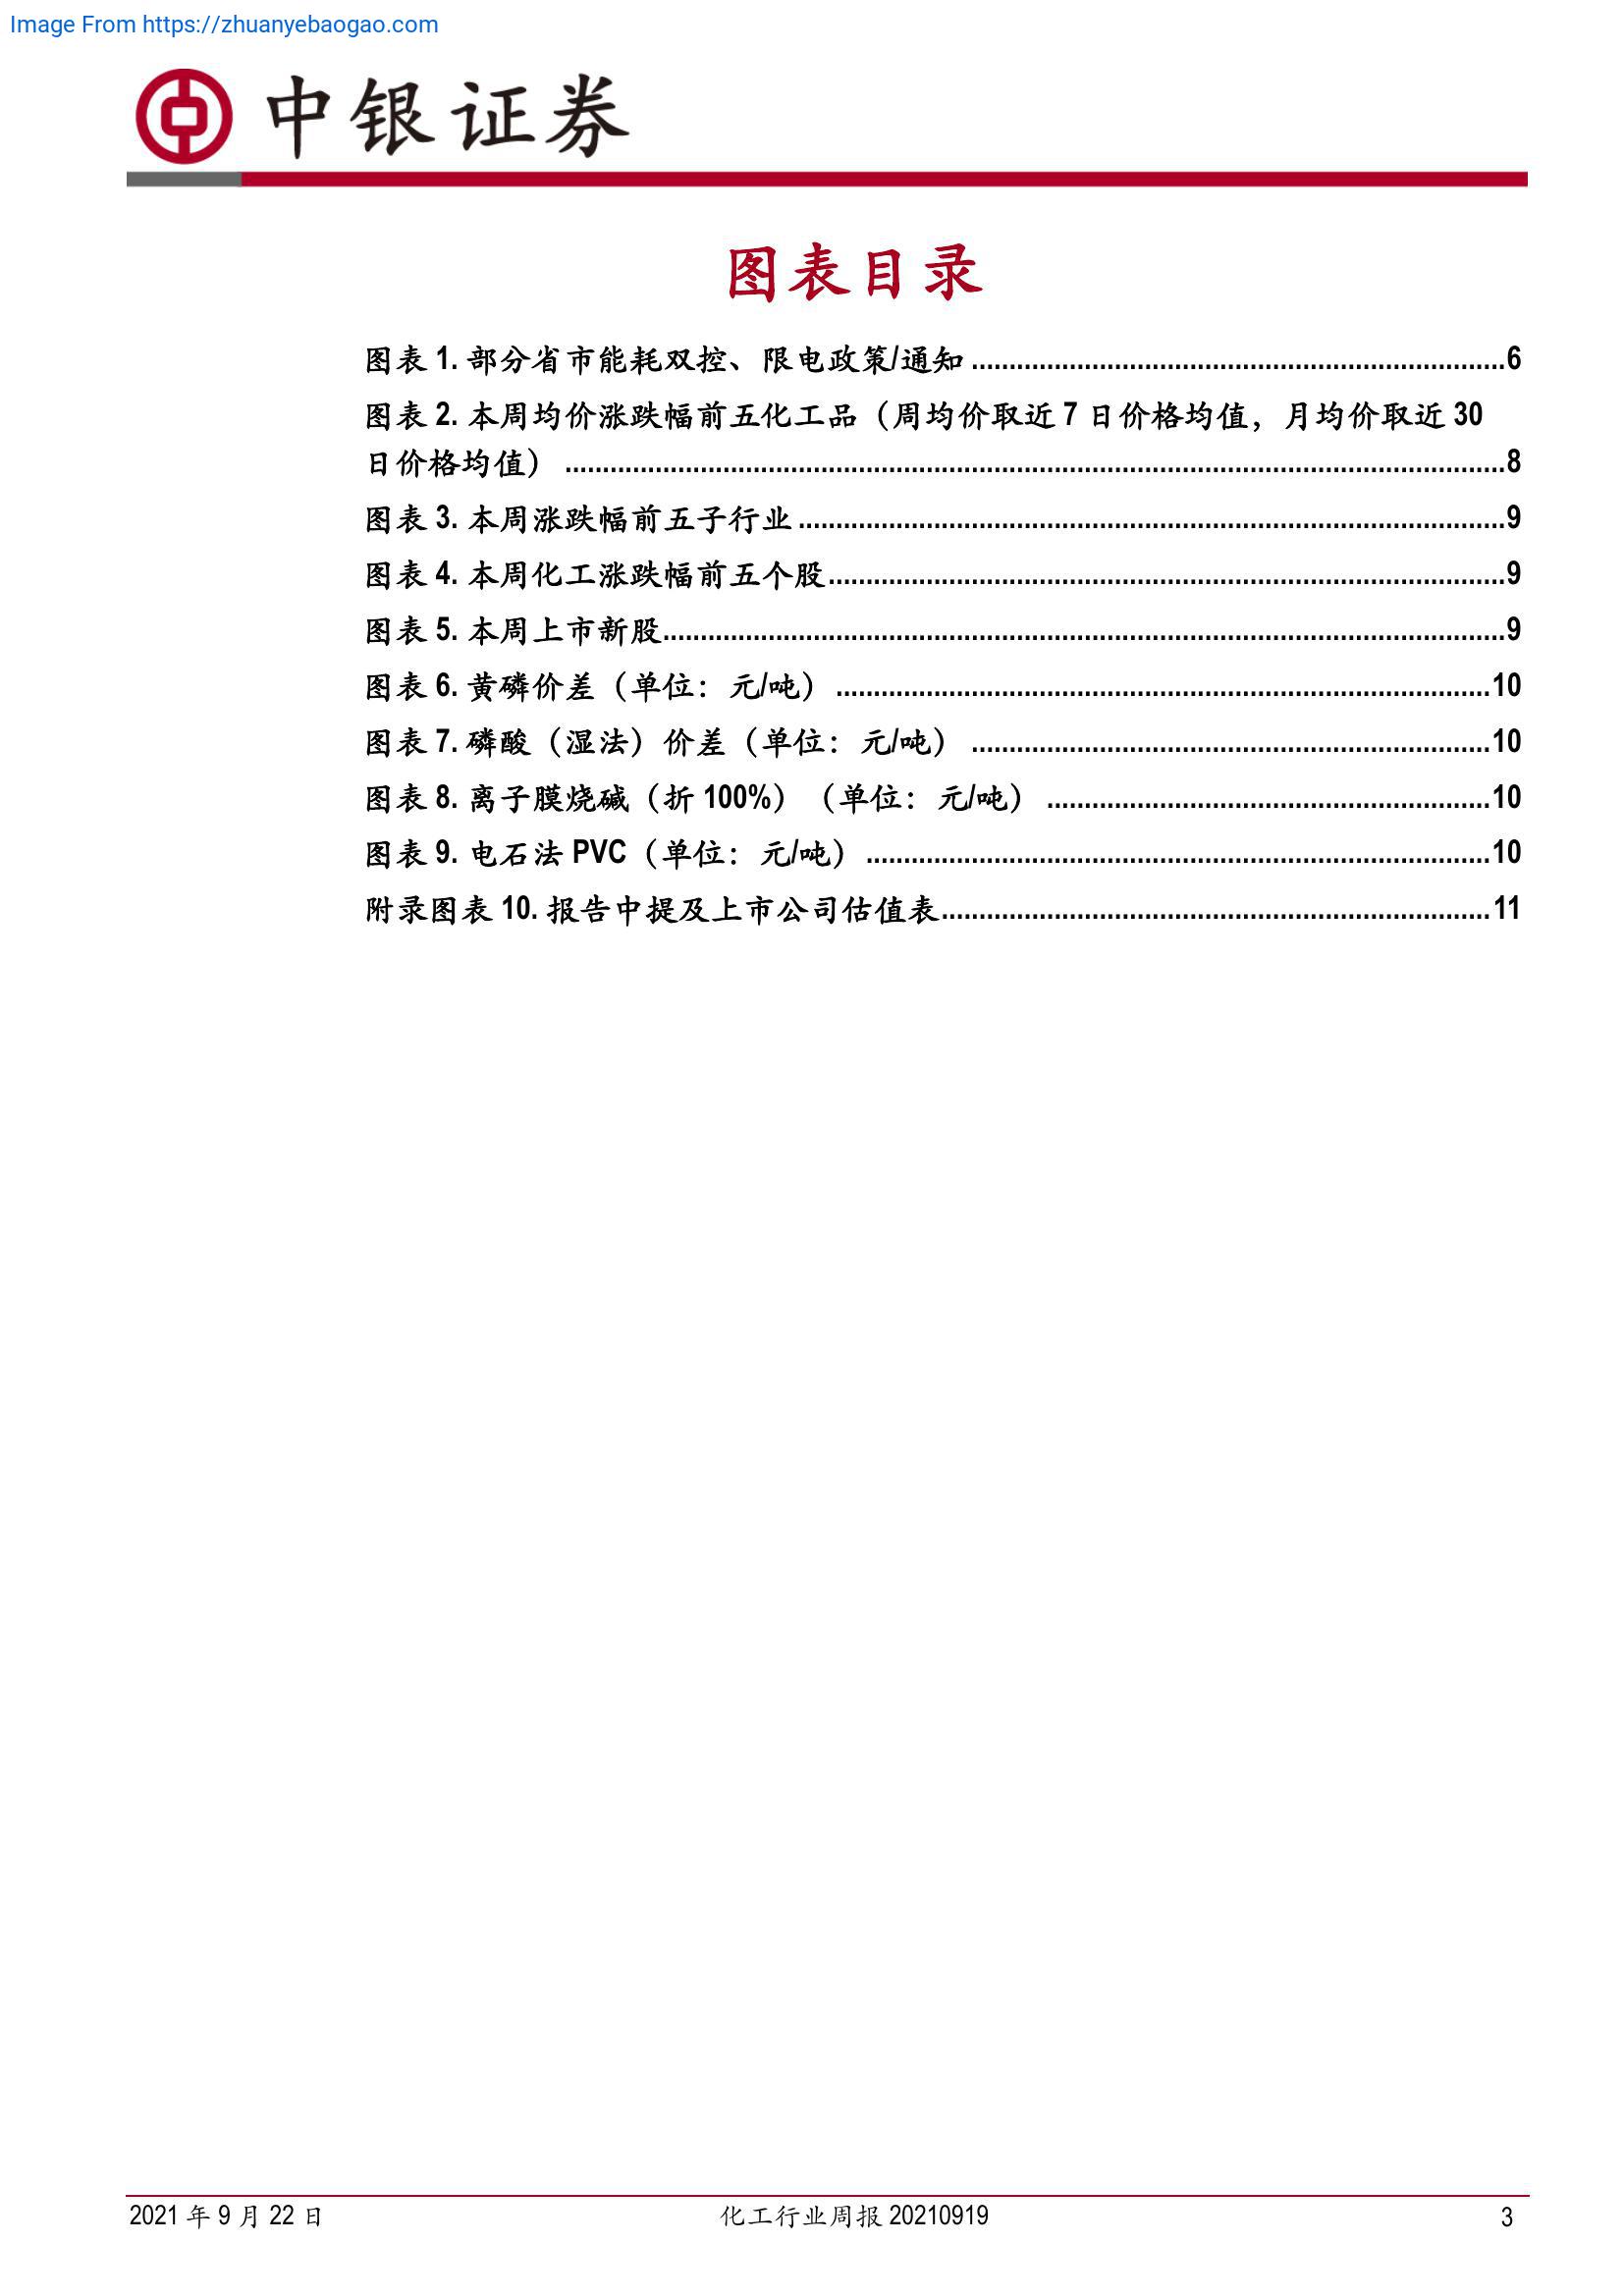 Image From https://zhuanyebaogao.com
中银证券
图表目录
图表 1. 部分省市能耗双控、限电政策/通知 ........................................................................6
图表 2. 本周均价涨跌幅前五化工品（周均价取近 7 日价格均值，月均价取近 30
日价格均值） ..............................................................................................................................8
图表 3. 本周涨跌幅前五子行业 ...............................................................................................9
图表 4. 本周化工涨跌幅前五个股...........................................................................................9
图表 5. 本周上市新股.................................................................................................................9
图表 6. 黄磷价差（单位：元/吨） ........................................................................................10
图表 7. 磷酸（湿法）价差（单位：元/吨） ......................................................................10
图表 8. 离子膜烧碱（折 100%）（单位：元/吨） ............................................................10
图表 9. 电石法 PVC（单位：元/吨） ....................................................................................10
附录图表 10. 报告中提及上市公司估值表..........................................................................11
2021 年 9 月 22 日
化工行业周报 20210919
3